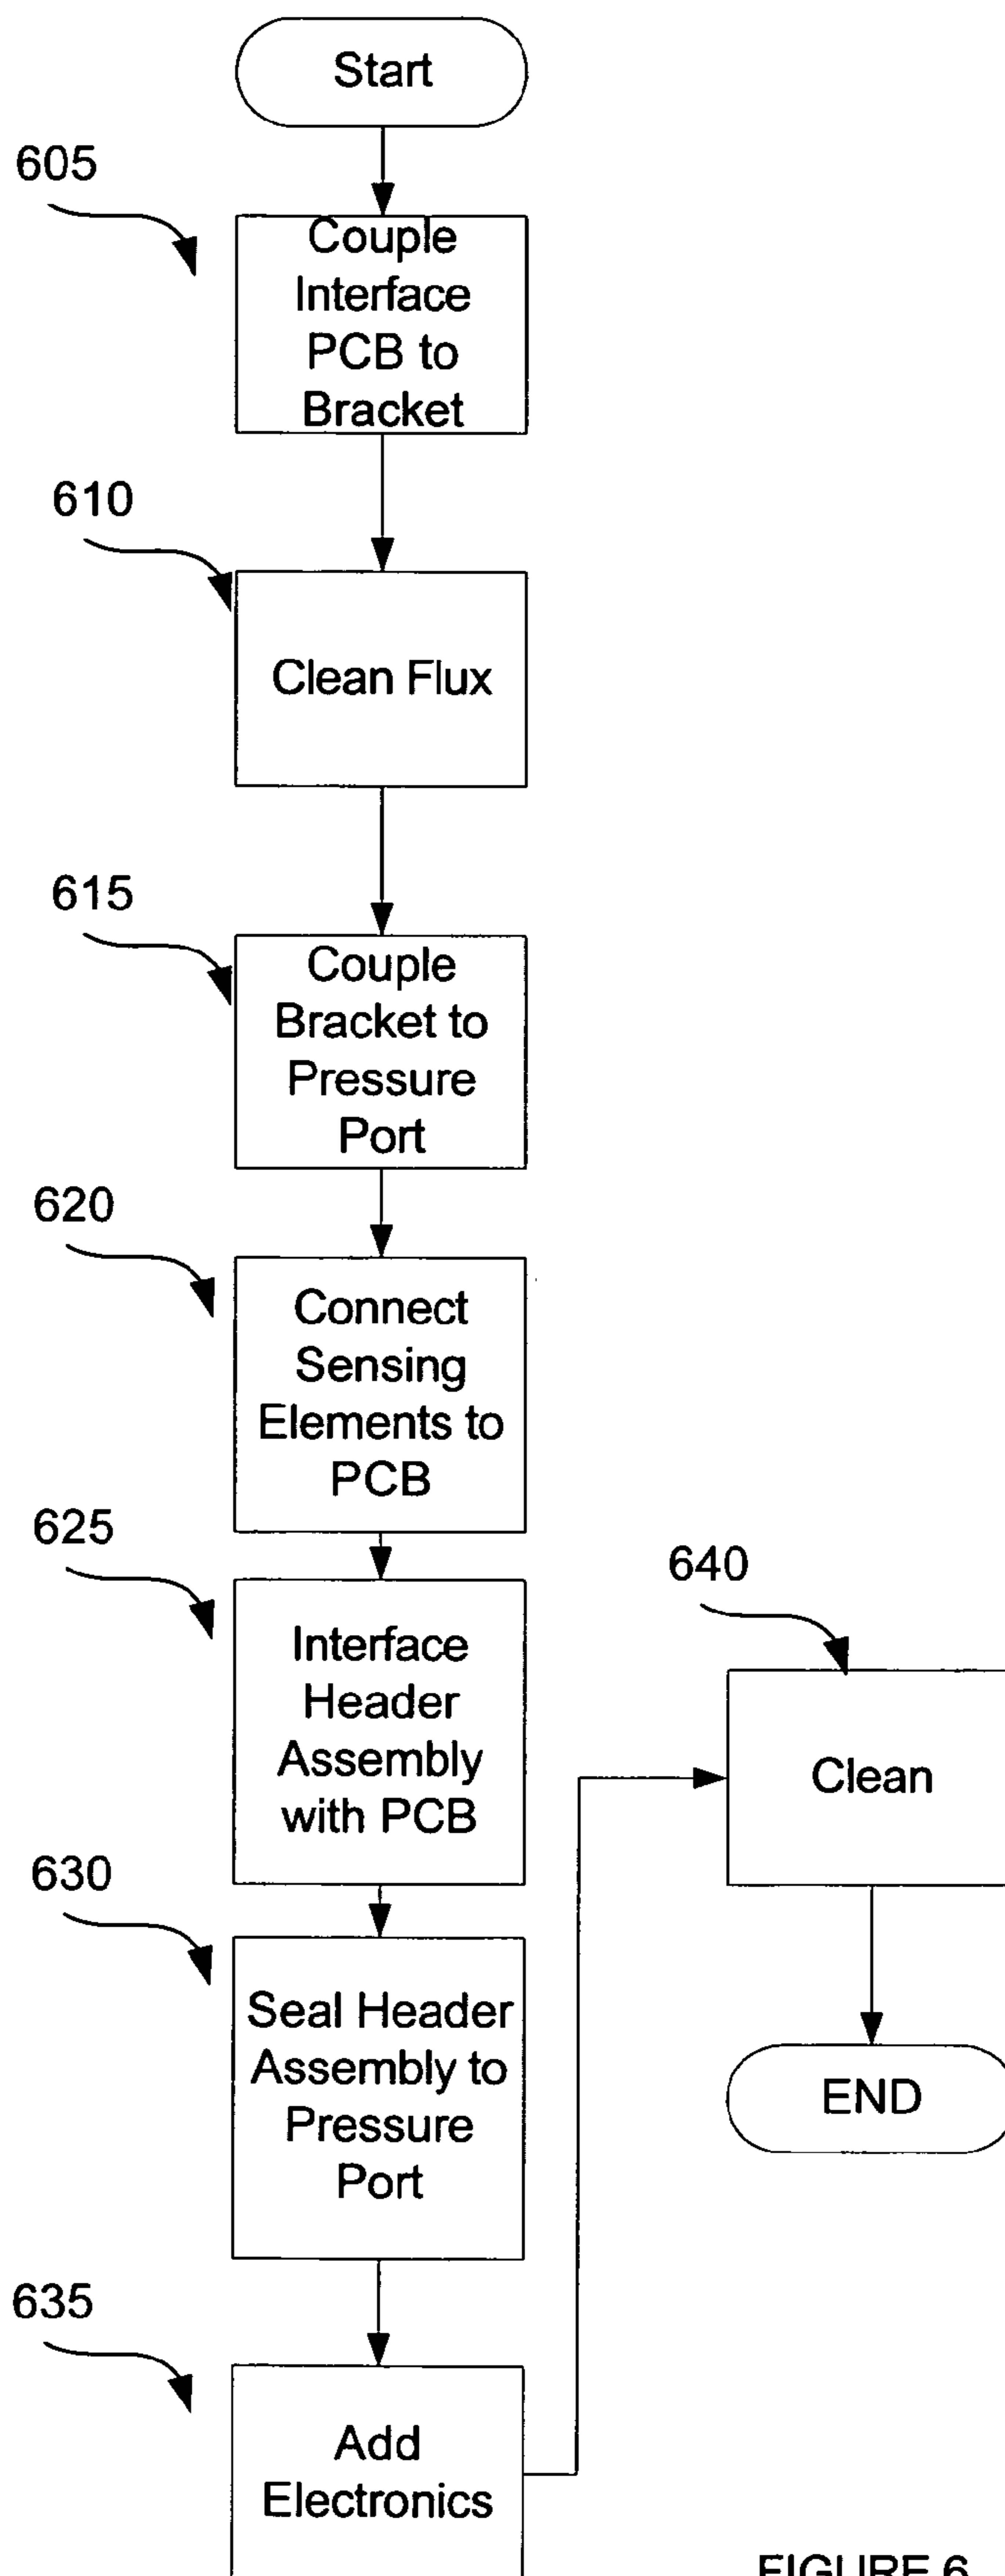 Start
605
Couple
Interface
PCB to
Bracket
610
Clean Flux
615
Couple
Bracket to
Pressure
Port
620
Connect
Sensing
Elements to
PCB
625
Interface
Header
Assembly
with PCB
630
Seal Header
Assembly to
Pressure
Port
635
Add
Electronics
640
Clean
END
FIGURE 6